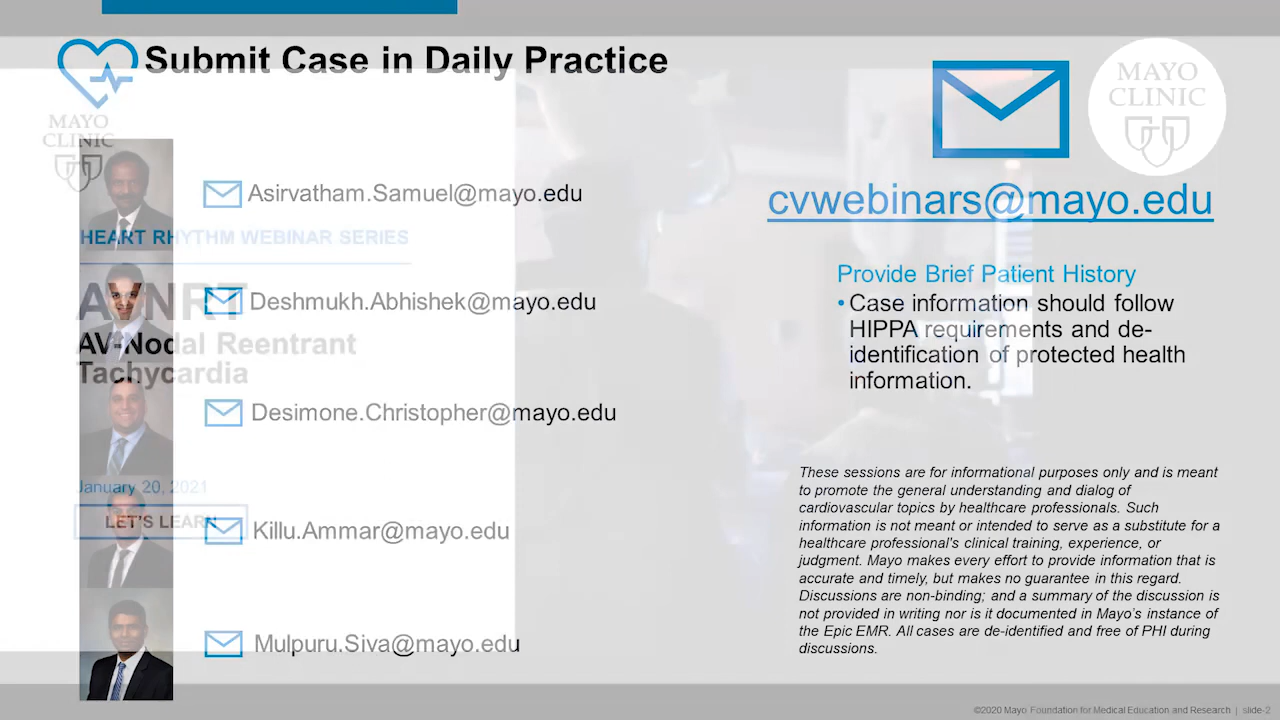 Submit Case in Daily Practice
MAYO
CLINIC
MAYO
CLINIC
Asirvatham.Samuel@mayo.edu
cvwebinars@mayo.edu
HEART RHYTHM WEBINAR SERIES
Provide Brief Patient History
• Case information should follow
HIPPA requirements and de-
identification of protected health
information.
AVNRT
Deshmukh.Abhishek@mayo.edu
AV-Nodal Reentrant
Tachycardia
Desimone.Christopher@mayo.edu
January 20, 2021
LET'S LEARN
Killu.Ammar@mayo.edu
Mulpuru.Siva@mayo.edu
These sessions are for informational purposes only and is meant
to promote the general understanding and dialog of
cardiovascular topics by healthcare professionals. Such
information is not meant or intended to serve as a substitute for a
healthcare professional's clinical training, experience, or
judgment. Mayo makes every effort to provide information that is
accurate and timely, but makes no guarantee in this regard.
Discussions are non-binding; and a summary of the discussion is
not provided in writing nor is it documented in Mayo's instance of
the Epic EMR. All cases are de-identified and free of PHI during
discussions.
©2020 Mayo Foundation for Medical Education and Research | slide-2